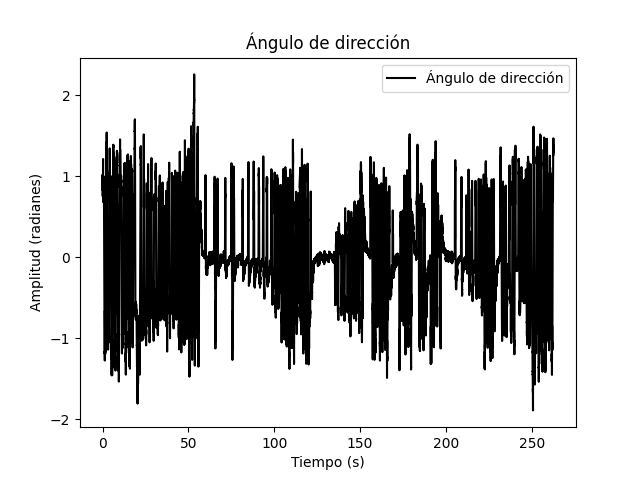 Ángulo de dirección
Ángulo de dirección
Amplitud (radianes)
2
1
0
−1
−2
0 50 100 150 200 250
Tiempo (s)